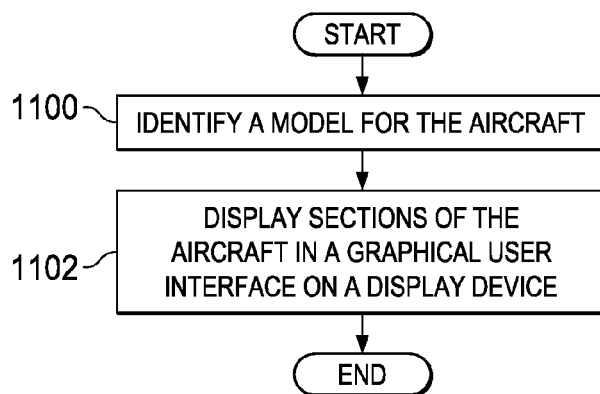 START
1100
IDENTIFY A MODEL FOR THE AIRCRAFT
1102
DISPLAY SECTIONS OF THE
AIRCRAFT IN A GRAPHICAL USER
INTERFACE ON A DISPLAY DEVICE
END